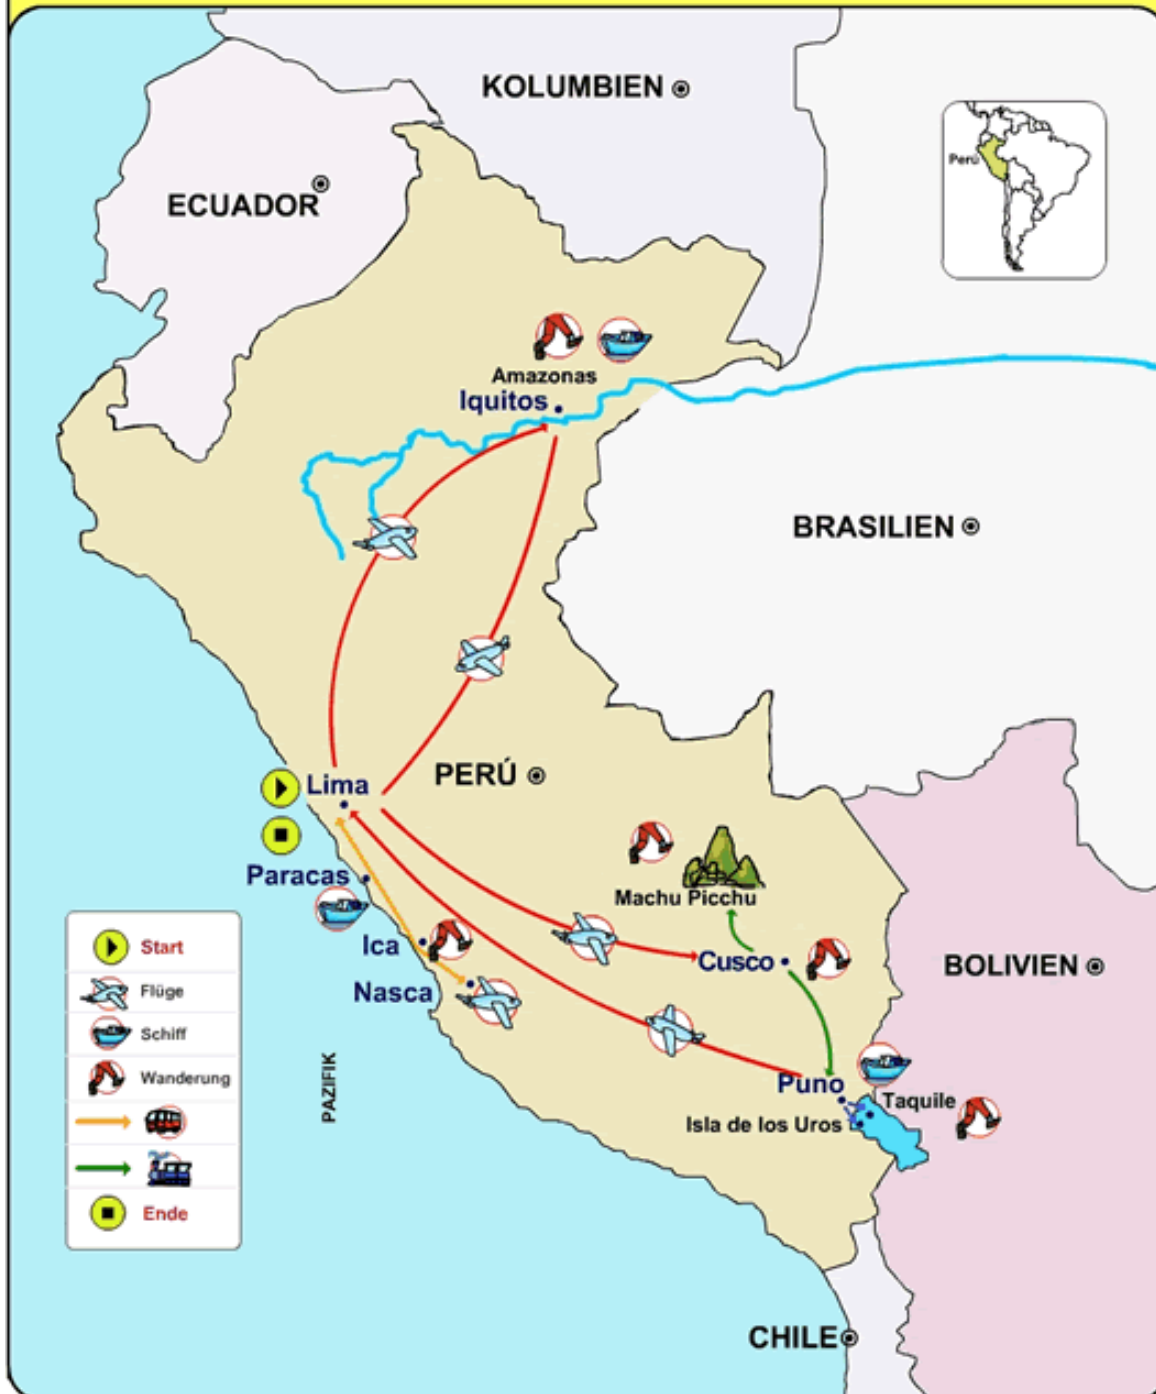 KOLUMBIEN
Perú
ECUADOR
Amazonas
Iquitos
BRASILIEN
PERÚ
Lima
Paracas
Machu Picchu
Ica
Cusco
BOLIVIEN
Nasca
PAZIFIK
Puno
Taquile
Isla de los Uros
CHILE
Start
Flüge
Schiff
Wanderung
Ende